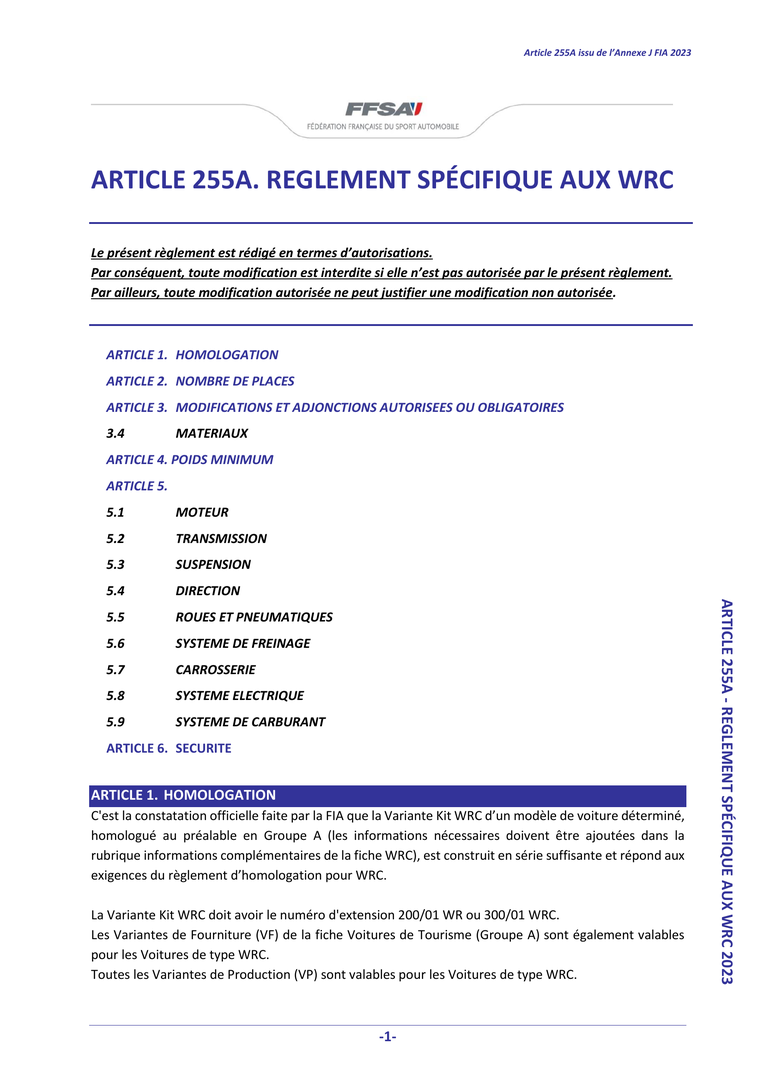 Article 255A issu de l’Annexe J FIA 2023
FFSA
FÉDÉRATION FRANÇAISE DU SPORT AUTOMOBILE
ARTICLE 255A. REGLEMENT SPÉCIFIQUE AUX WRC
Le présent règlement est rédigé en termes d’autorisations.
Par conséquent, toute modification est interdite si elle n’est pas autorisée par le présent règlement.
Par ailleurs, toute modification autorisée ne peut justifier une modification non autorisée.
ARTICLE 1. HOMOLOGATION
ARTICLE 2. NOMBRE DE PLACES
ARTICLE 3. MODIFICATIONS ET ADJONCTIONS AUTORISEES OU OBLIGATOIRES
3.4 MATERIAUX
ARTICLE 4. POIDS MINIMUM
ARTICLE 5.
5.1 MOTEUR
5.2 TRANSMISSION
5.3 SUSPENSION
5.4 DIRECTION
5.5 ROUES ET PNEUMATIQUES
5.6 SYSTEME DE FREINAGE
5.7 CARROSSERIE
5.8 SYSTEME ELECTRIQUE
5.9 SYSTEME DE CARBURANT
ARTICLE 6. SECURITE
ARTICLE 1. HOMOLOGATION
C'est la constatation officielle faite par la FIA que la Variante Kit WRC d’un modèle de voiture déterminé,
homologué au préalable en Groupe A (les informations nécessaires doivent être ajoutées dans la
rubrique informations complémentaires de la fiche WRC), est construit en série suffisante et répond aux
exigences du règlement d’homologation pour WRC.
La Variante Kit WRC doit avoir le numéro d'extension 200/01 WR ou 300/01 WRC.
Les Variantes de Fourniture (VF) de la fiche Voitures de Tourisme (Groupe A) sont également valables
pour les Voitures de type WRC.
Toutes les Variantes de Production (VP) sont valables pour les Voitures de type WRC.
ARTICLE 255A - REGLEMENT SPÉCIFIQUE AUX WRC 2023
-1-